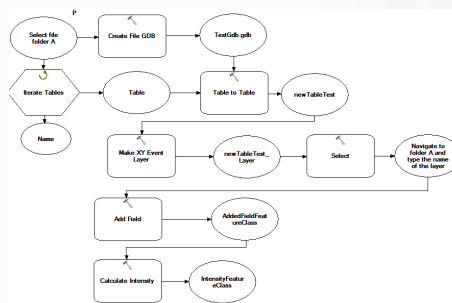 P
Select file
folder A
Create File GDB
TestGdb.gdb
Iterate Tables
Table
Table to Table
newTableTest
Name
Make XY Event
Layer
newTableTest_
Layer
Select
Navigate to
folder A and
type the name
of the layer
Add Field
AddedFieldFeat
ureClass
Calculate Intensity
IntensityFeatur
eClass